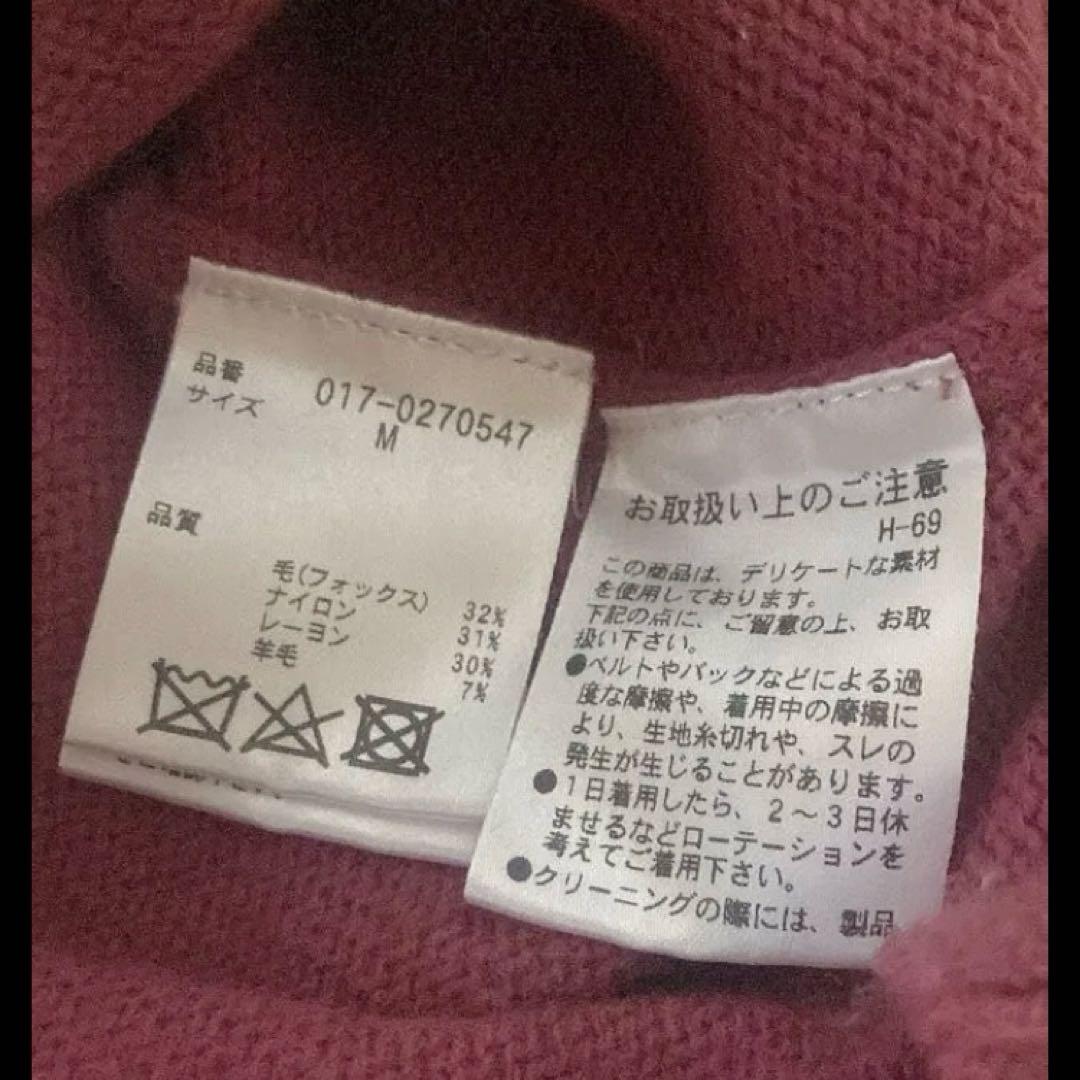 品番 017-0270547
サイズ M
品質
毛(フォックス) 32%
ナイロン 31%
レーヨン 30%
羊毛 7%
お取扱い上のご注意
H-69
この商品は、デリケートな素材
を使用しております。
下記の点に、ご留意の上、お取
扱い下さい。
●ベルトやバックなどによる過
度な摩擦や、着用中の摩擦に
より、生地糸切れや、スレの
発生が生じることがあります。
●1日着用したら、2〜3日休
ませるなどローテーションを
考えてご着用下さい。
●クリーニングの際には、製品